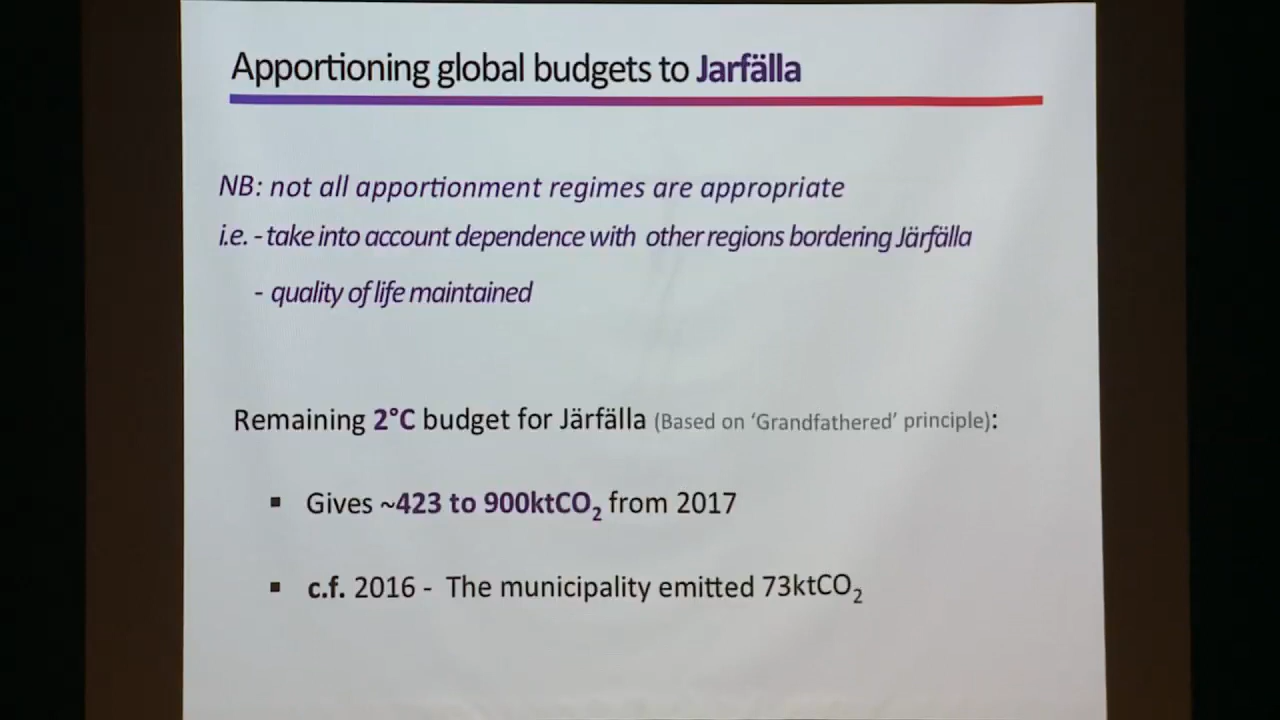 Apportioning global budgets to Jarfälla
NB: not all apportionment regimes are appropriate
i.e. - take into account dependence with other regions bordering Järfälla
- quality of life maintained
Remaining 2°C budget for Järfälla (Based on ‘Grandfathered’ principle):
▪ Gives ~423 to 900ktCO₂ from 2017
▪ c.f. 2016 - The municipality emitted 73ktCO₂